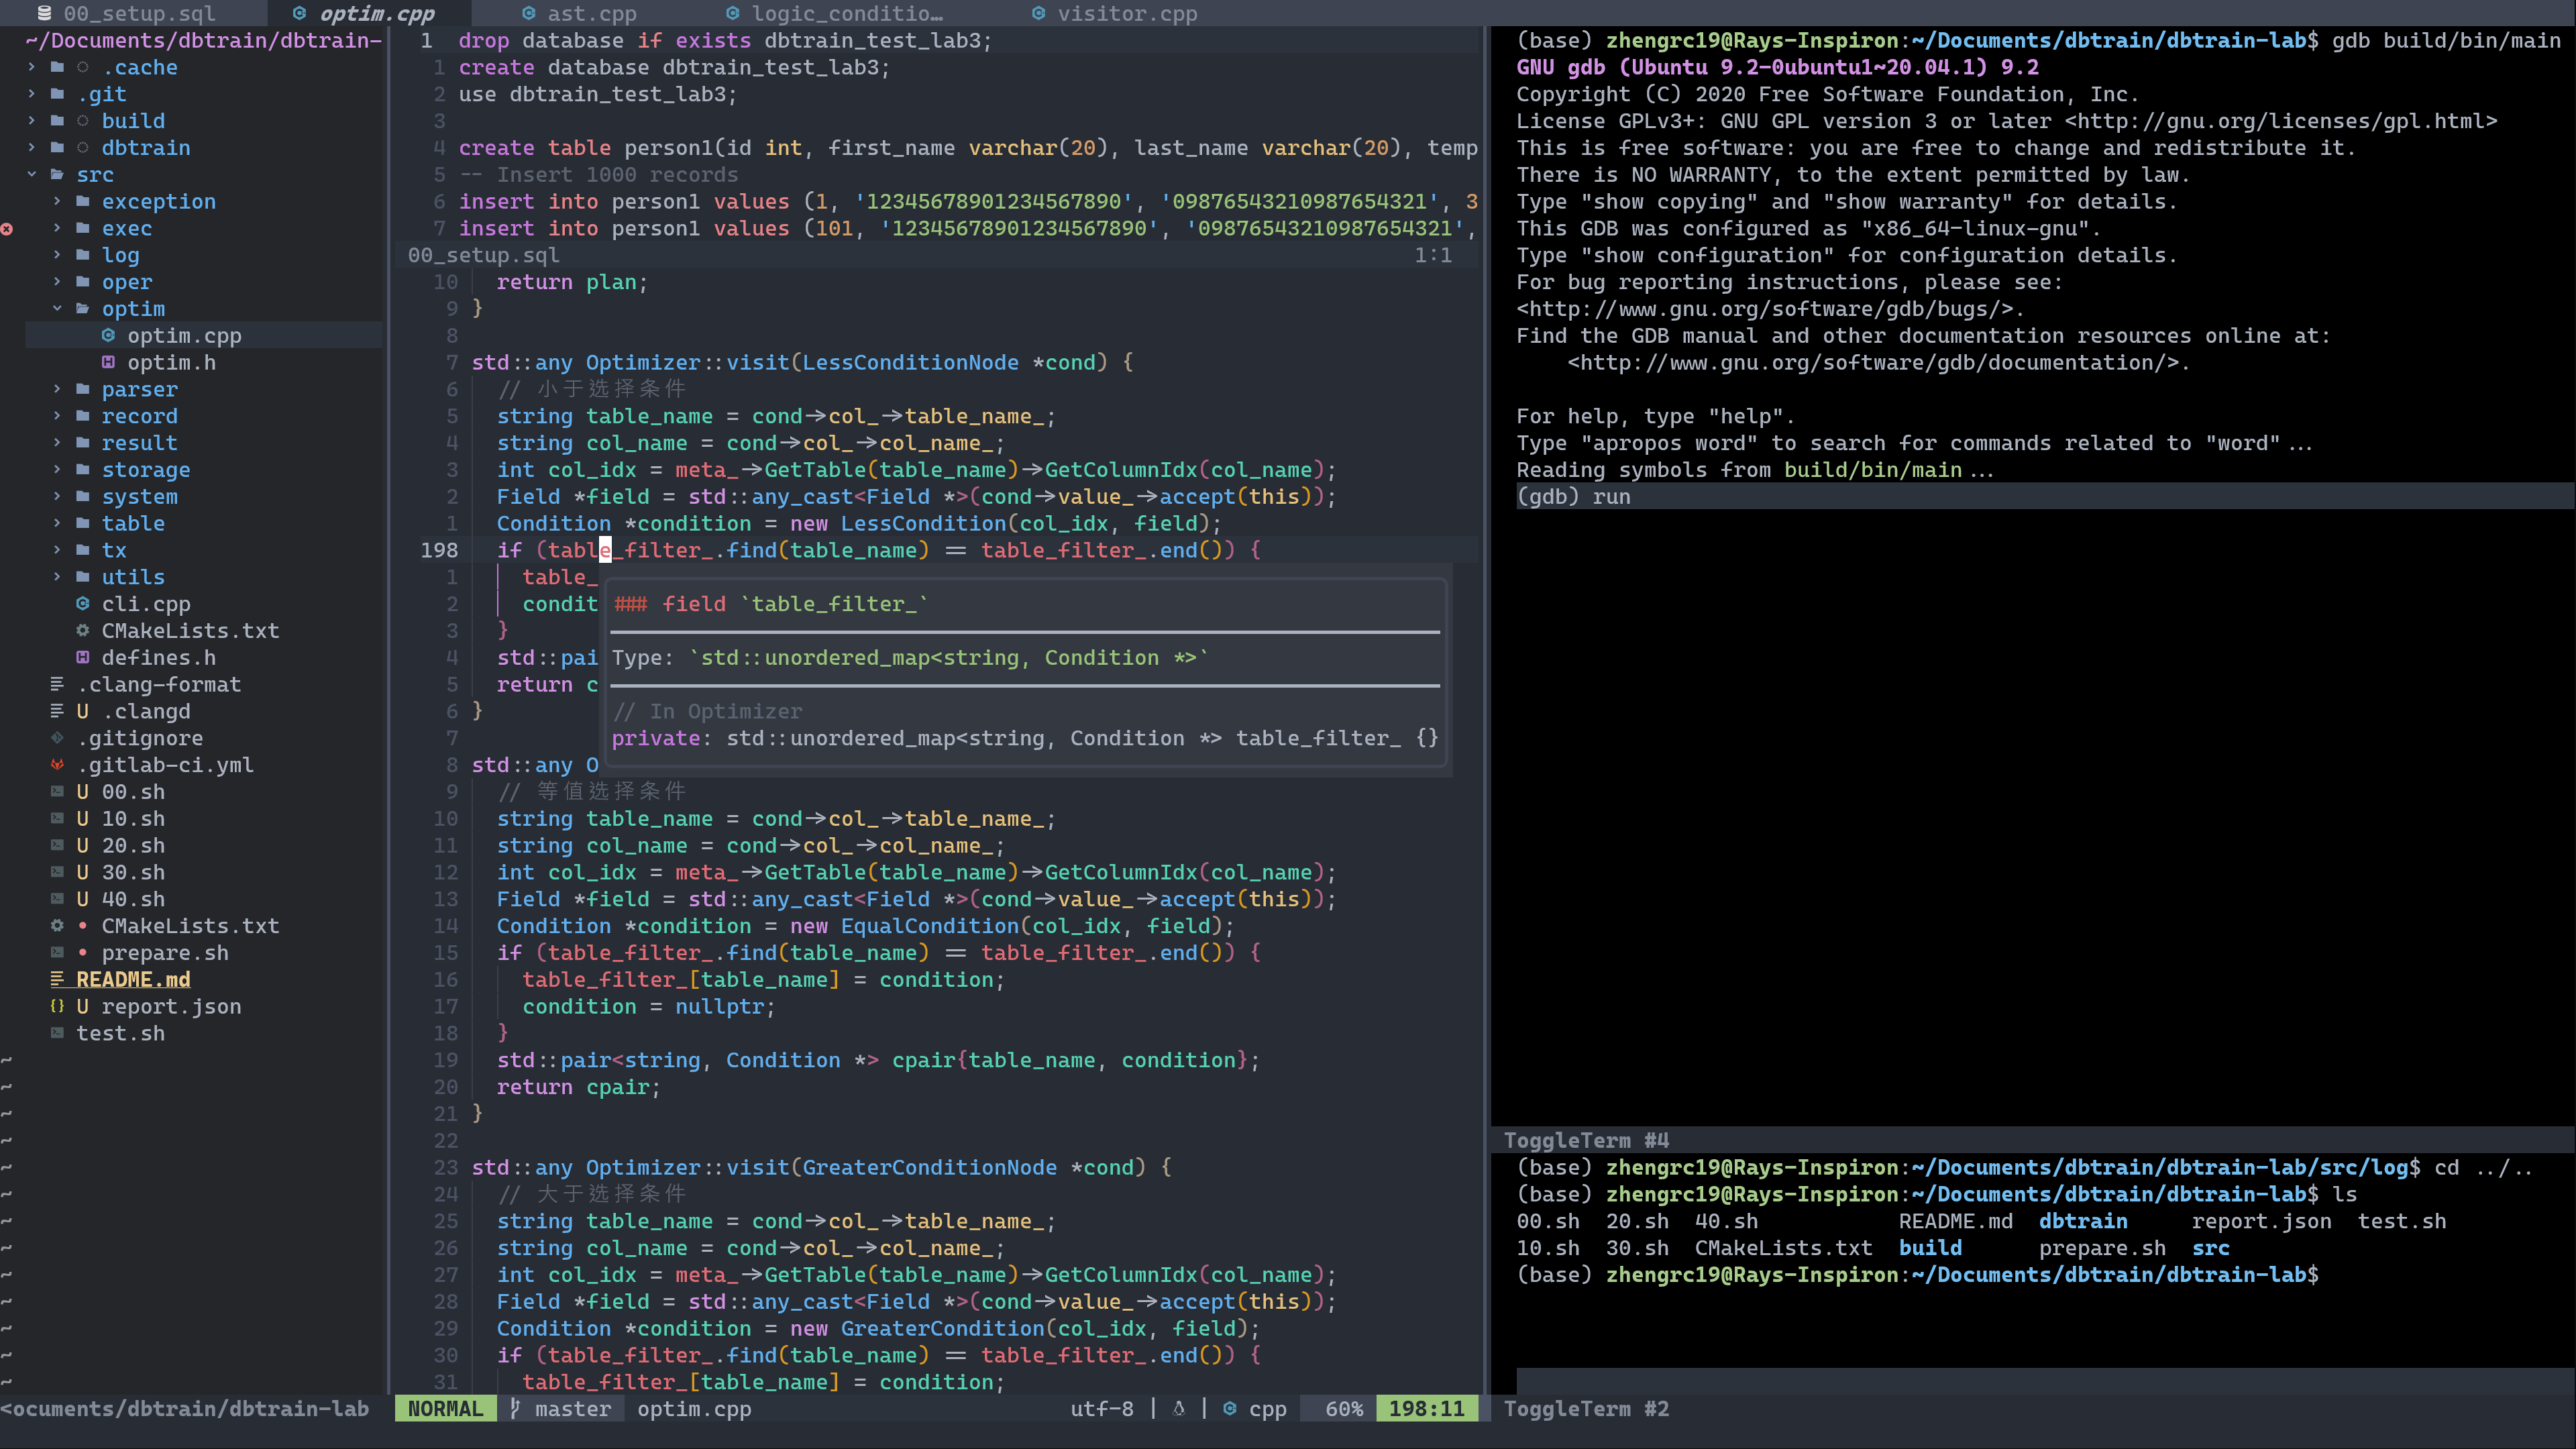 00_setup.sql optim.cpp ast.cpp logic_conditio… visitor.cpp
~/Documents/dbtrain/dbtrain-
.cache
.git
build
dbtrain
src
exception
exec
log
oper
optim
optim.cpp
optim.h
parser
record
result
storage
system
table
tx
utils
cli.cpp
CMakeLists.txt
defines.h
.clang-format
U .clangd
.gitignore
.gitlab-ci.yml
U 00.sh
U 10.sh
U 20.sh
U 30.sh
U 40.sh
CMakeLists.txt
prepare.sh
README.md
U report.json
test.sh
~
~
~
~
~
~
~
~
~
~
~
~
~
<ocuments/dbtrain/dbtrain-lab
1 drop database if exists dbtrain_test_lab3;
1 create database dbtrain_test_lab3;
2 use dbtrain_test_lab3;
3
4 create table person1(id int, first_name varchar(20), last_name varchar(20), temp
5 -- Insert 1000 records
6 insert into person1 values (1, '12345678901234567890', '09876543210987654321', 3
7 insert into person1 values (101, '12345678901234567890', '09876543210987654321',
00_setup.sql 1:1
10 return plan;
9 }
8
7 std::any Optimizer::visit(LessConditionNode *cond) {
6 // 小于选择条件
5 string table_name = cond->col_->table_name_;
4 string col_name = cond->col_->col_name_;
3 int col_idx = meta_->GetTable(table_name)->GetColumnIdx(col_name);
2 Field *field = std::any_cast<Field *>(cond->value_->accept(this));
1 Condition *condition = new LessCondition(col_idx, field);
198 if (table_filter_.find(table_name) == table_filter_.end()) {
1 table_
2 condit
3 }
4 std::pai
5 return c
6 }
7
8 std::any O
### field `table_filter_`
Type: `std::unordered_map<string, Condition *>`
// In Optimizer
private: std::unordered_map<string, Condition *> table_filter_ {}
9 // 等值选择条件
10 string table_name = cond->col_->table_name_;
11 string col_name = cond->col_->col_name_;
12 int col_idx = meta_->GetTable(table_name)->GetColumnIdx(col_name);
13 Field *field = std::any_cast<Field *>(cond->value_->accept(this));
14 Condition *condition = new EqualCondition(col_idx, field);
15 if (table_filter_.find(table_name) == table_filter_.end()) {
16 table_filter_[table_name] = condition;
17 condition = nullptr;
18 }
19 std::pair<string, Condition *> cpair{table_name, condition};
20 return cpair;
21 }
22
23 std::any Optimizer::visit(GreaterConditionNode *cond) {
24 // 大于选择条件
25 string table_name = cond->col_->table_name_;
26 string col_name = cond->col_->col_name_;
27 int col_idx = meta_->GetTable(table_name)->GetColumnIdx(col_name);
28 Field *field = std::any_cast<Field *>(cond->value_->accept(this));
29 Condition *condition = new GreaterCondition(col_idx, field);
30 if (table_filter_.find(table_name) == table_filter_.end()) {
31 table_filter_[table_name] = condition;
NORMAL master optim.cpp utf-8 | | cpp 60% 198:11
(base) zhengrc19@Rays-Inspiron:~/Documents/dbtrain/dbtrain-lab$ gdb build/bin/main
GNU gdb (Ubuntu 9.2-0ubuntu1~20.04.1) 9.2
Copyright (C) 2020 Free Software Foundation, Inc.
License GPLv3+: GNU GPL version 3 or later <http://gnu.org/licenses/gpl.html>
This is free software: you are free to change and redistribute it.
There is NO WARRANTY, to the extent permitted by law.
Type "show copying" and "show warranty" for details.
This GDB was configured as "x86_64-linux-gnu".
Type "show configuration" for configuration details.
For bug reporting instructions, please see:
<http://www.gnu.org/software/gdb/bugs/>.
Find the GDB manual and other documentation resources online at:
<http://www.gnu.org/software/gdb/documentation/>.
For help, type "help".
Type "apropos word" to search for commands related to "word"...
Reading symbols from build/bin/main...
(gdb) run
ToggleTerm #4
(base) zhengrc19@Rays-Inspiron:~/Documents/dbtrain/dbtrain-lab/src/log$ cd ../..
(base) zhengrc19@Rays-Inspiron:~/Documents/dbtrain/dbtrain-lab$ ls
00.sh 20.sh 40.sh README.md dbtrain report.json test.sh
10.sh 30.sh CMakeLists.txt build prepare.sh src
(base) zhengrc19@Rays-Inspiron:~/Documents/dbtrain/dbtrain-lab$
ToggleTerm #2